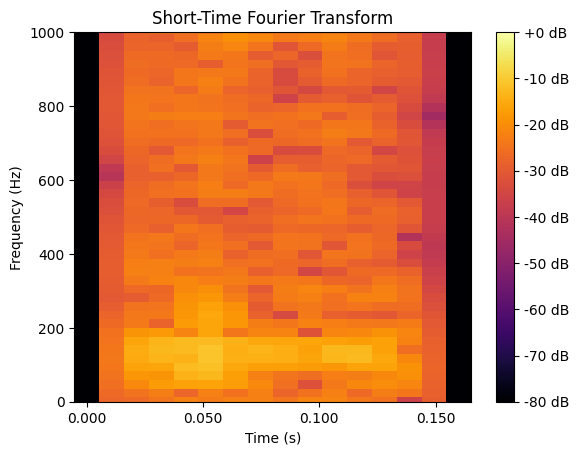 Short-Time Fourier Transform
1000
800
600
400
200
0
Frequency (Hz)
0.000
0.050
0.100
0.150
Time (s)
+0 dB
-10 dB
-20 dB
-30 dB
-40 dB
-50 dB
-60 dB
-70 dB
-80 dB